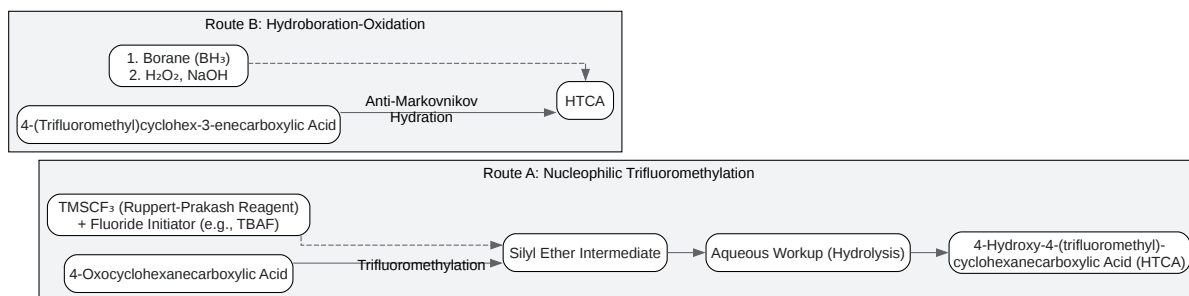 Route B: Hydroboration-Oxidation
1. Borane (BH₃)
2. H₂O₂, NaOH
HTCA
Anti-Markovnikov
Hydration
4-(Trifluoromethyl)cyclohex-3-enecarboxylic Acid
Route A: Nucleophilic Trifluoromethylation
TMSCF₃ (Ruppert-Prakash Reagent)
+ Fluoride Initiator (e.g., TBAF)
4-Oxocyclohexanecarboxylic Acid
Trifluoromethylation
Silyl Ether Intermediate
Aqueous Workup (Hydrolysis)
4-Hydroxy-4-(trifluoromethyl)-
cyclohexanecarboxylic Acid (HTCA)